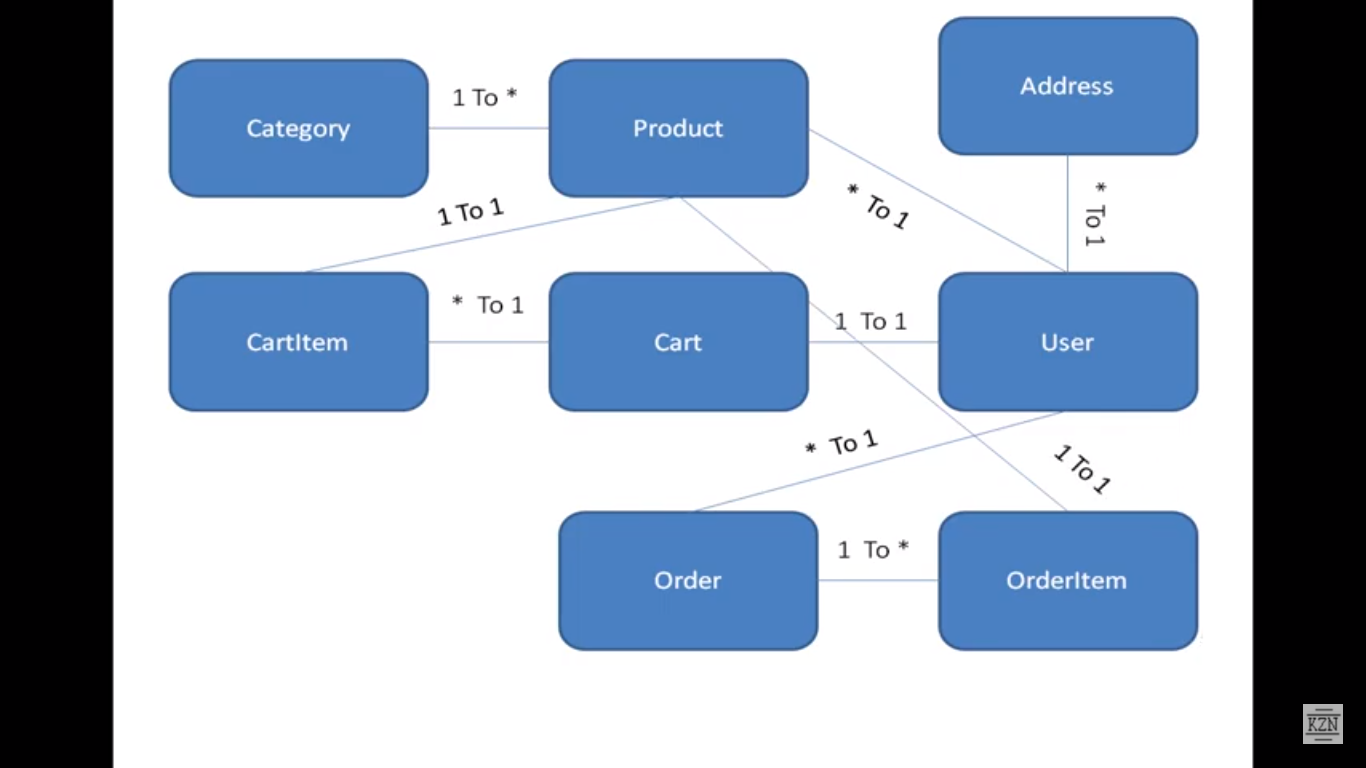 Address
Category
1 To *
Product
* To 1
* To 1
1 To 1
CartItem
* To 1
Cart
1 To 1
User
* To 1
1 To 1
Order
1 To *
OrderItem
KZN